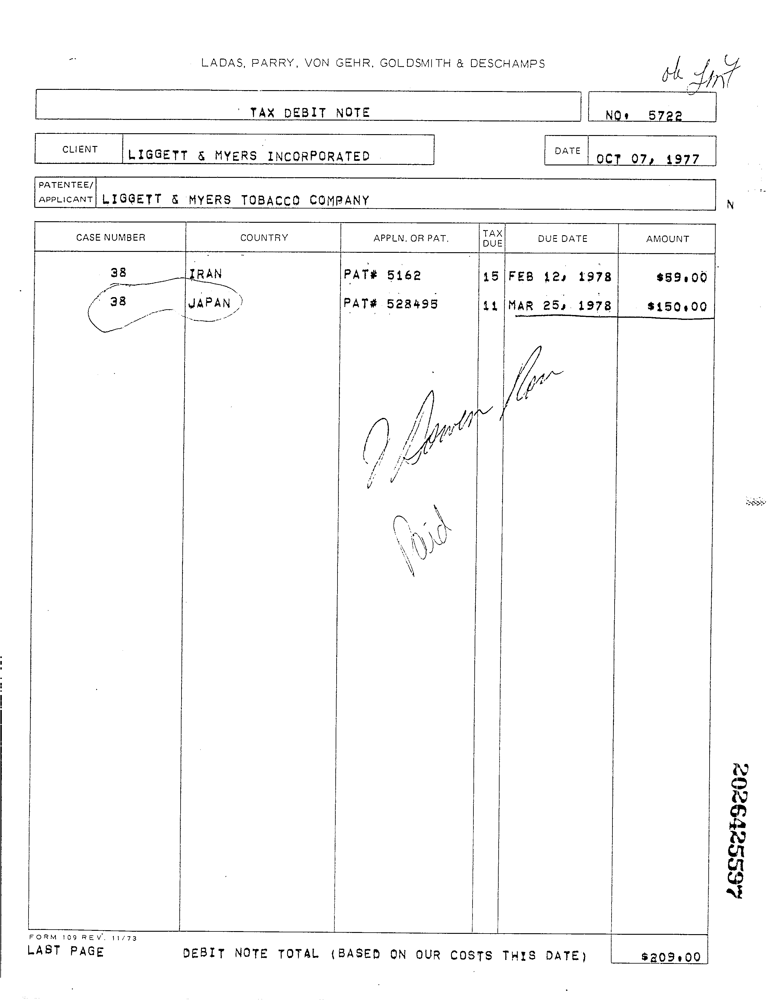 LADAS, PARRY, VON GEHR, GOLDSMITH & DESCHAMPS
ok
TAX DEBIT NOTE
NO. 5722
CLIENT
LIGGETT & MYERS INCORPORATED
DATE
OCT 07, 1977
PATENTEE/
APPLICANT LIGGETT & MYERS TOBACCO COMPANY
N
CASE NUMBER COUNTRY APPLN. OR PAT. TAX DUE DUE DATE AMOUNT
38 IRAN PAT# 5162 15 FEB 12, 1978 $59.00
38 JAPAN PAT# 528495 11 MAR 25, 1978 $150.00
Paid
2026425597
FORM 109 REV. 11/73
LAST PAGE DEBIT NOTE TOTAL (BASED ON OUR COSTS THIS DATE) $209.00